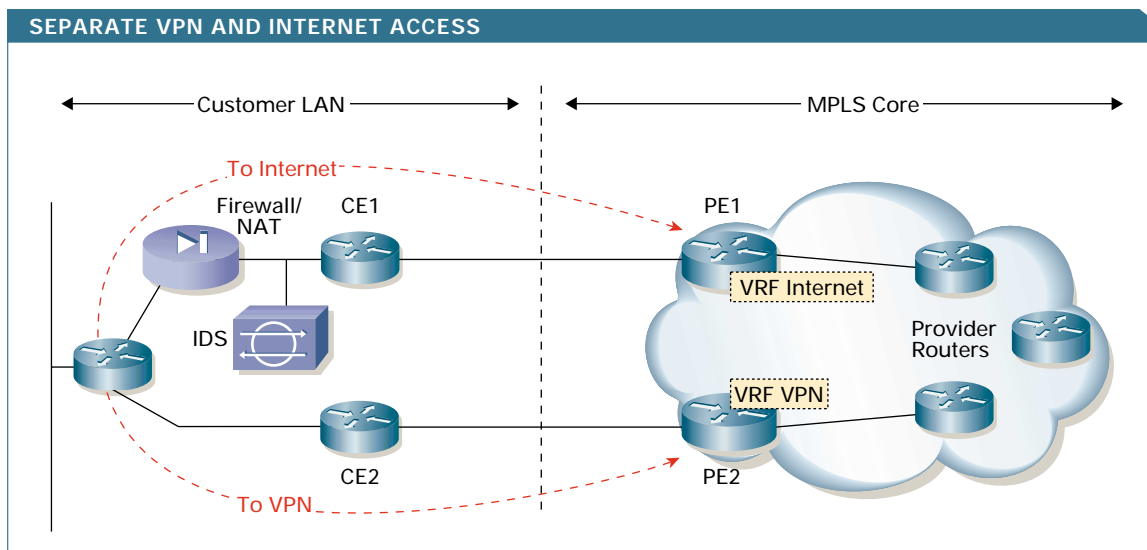 SEPARATE VPN AND INTERNET ACCESS
Customer LAN
MPLS Core
To Internet
Firewall/
NAT
CE1
PE1
VRF Internet
IDS
Provider
Routers
VRF VPN
CE2
PE2
To VPN